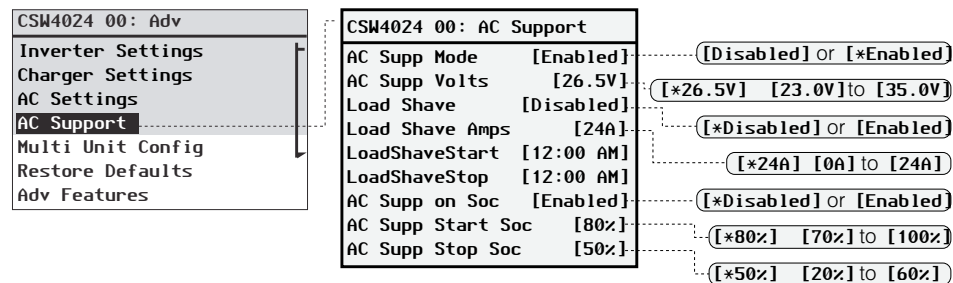 CSW4024 00: Adv
Inverter Settings
Charger Settings
AC Settings
AC Support
Multi Unit Config
Restore Defaults
Adv Features
CSW4024 00: AC Support
AC Supp Mode [Enabled]
AC Supp Volts [26.5V]
Load Shave [Disabled]
Load Shave Amps [24A]
LoadShaveStart [12:00 AM]
LoadShaveStop [12:00 AM]
AC Supp on Soc [Enabled]
AC Supp Start Soc [80%]
AC Supp Stop Soc [50%]
[Disabled] or [*Enabled]
[*26.5V] [23.0V] to [35.0V]
[*Disabled] or [Enabled]
[*24A] [0A] to [24A]
[*Disabled] or [Enabled]
[*80%] [70%] to [100%]
[*50%] [20%] to [60%]